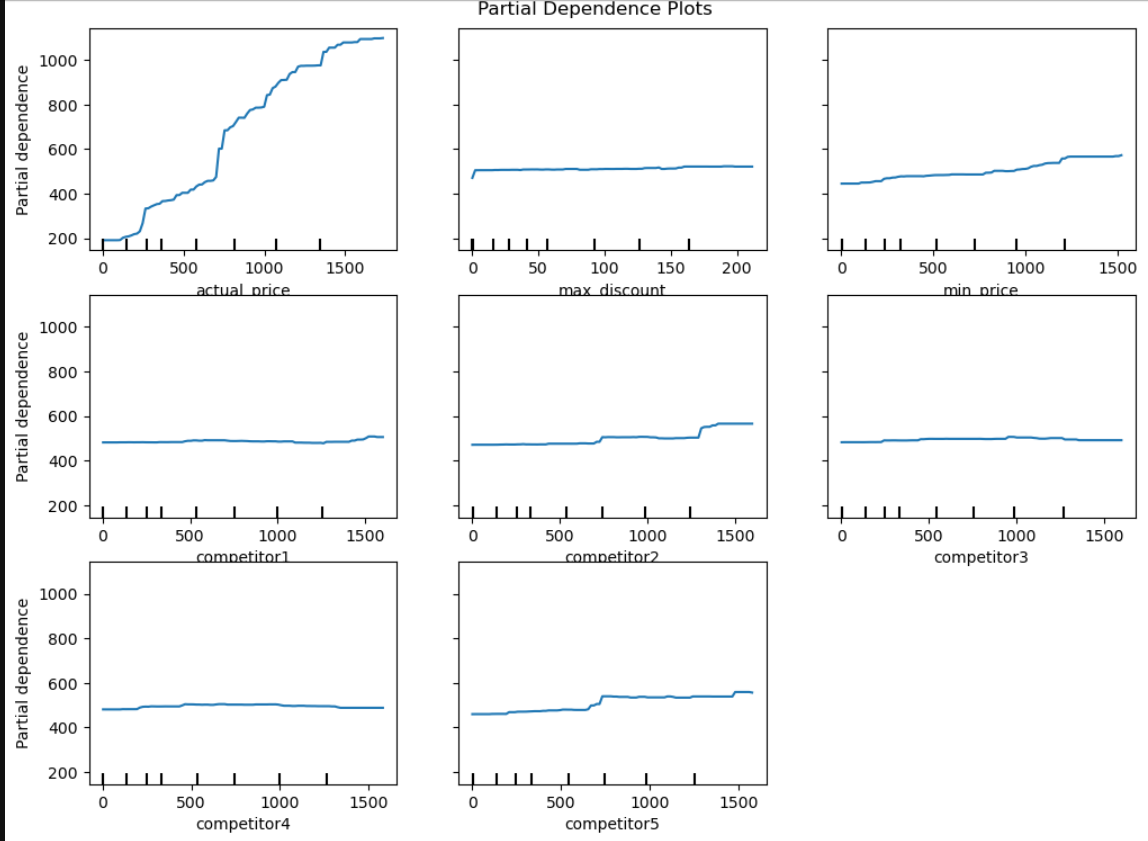 Partial Dependence Plots
Partial dependence
1000
800
600
400
200
0 500 1000 1500
actual_price
0 50 100 150 200
max_discount
0 500 1000 1500
min_price
Partial dependence
1000
800
600
400
200
0 500 1000 1500
competitor1
0 500 1000 1500
competitor2
0 500 1000 1500
competitor3
Partial dependence
1000
800
600
400
200
0 500 1000 1500
competitor4
0 500 1000 1500
competitor5